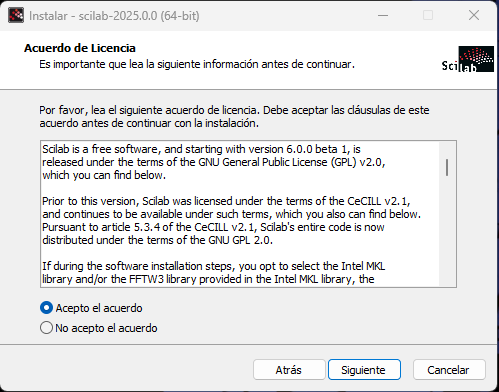 Instalar - scilab-2025.0.0 (64-bit)
Acuerdo de Licencia
Es importante que lea la siguiente información antes de continuar.
Scilab
Por favor, lea el siguiente acuerdo de licencia. Debe aceptar las cláusulas de este
acuerdo antes de continuar con la instalación.
Scilab is a free software, and starting with version 6.0.0 beta 1, is
released under the terms of the GNU General Public License (GPL) v2.0,
which you can find below.
Prior to this version, Scilab was licensed under the terms of the CeCILL v2.1,
and continues to be available under such terms, which you also can find below.
Pursuant to article 5.3.4 of the CeCILL v2.1, Scilab's entire code is now
distributed under the terms of the GNU GPL 2.0.
If during the software installation steps, you opt to select the Intel MKL
library and/or the FFTW3 library provided in the Intel MKL library, the
Acepto el acuerdo
No acepto el acuerdo
Atrás
Siguiente
Cancelar